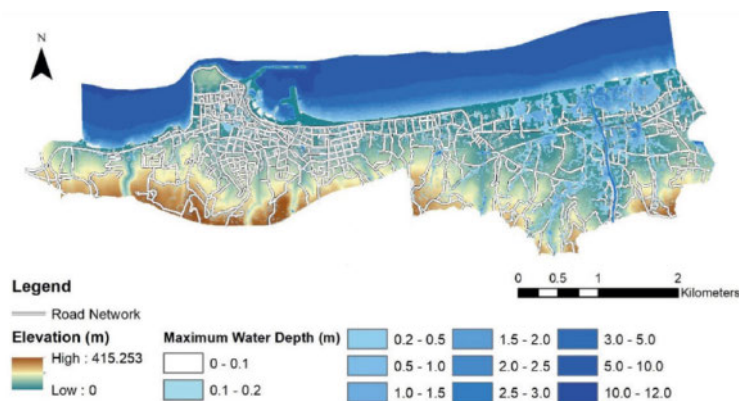 N
0 0.5 1 2
Kilometers
Legend
Road Network
Elevation (m)
High : 415.253
Low : 0
Maximum Water Depth (m)
0 - 0.1
0.1 - 0.2
0.2 - 0.5
0.5 - 1.0
1.0 - 1.5
1.5 - 2.0
2.0 - 2.5
2.5 - 3.0
3.0 - 5.0
5.0 - 10.0
10.0 - 12.0